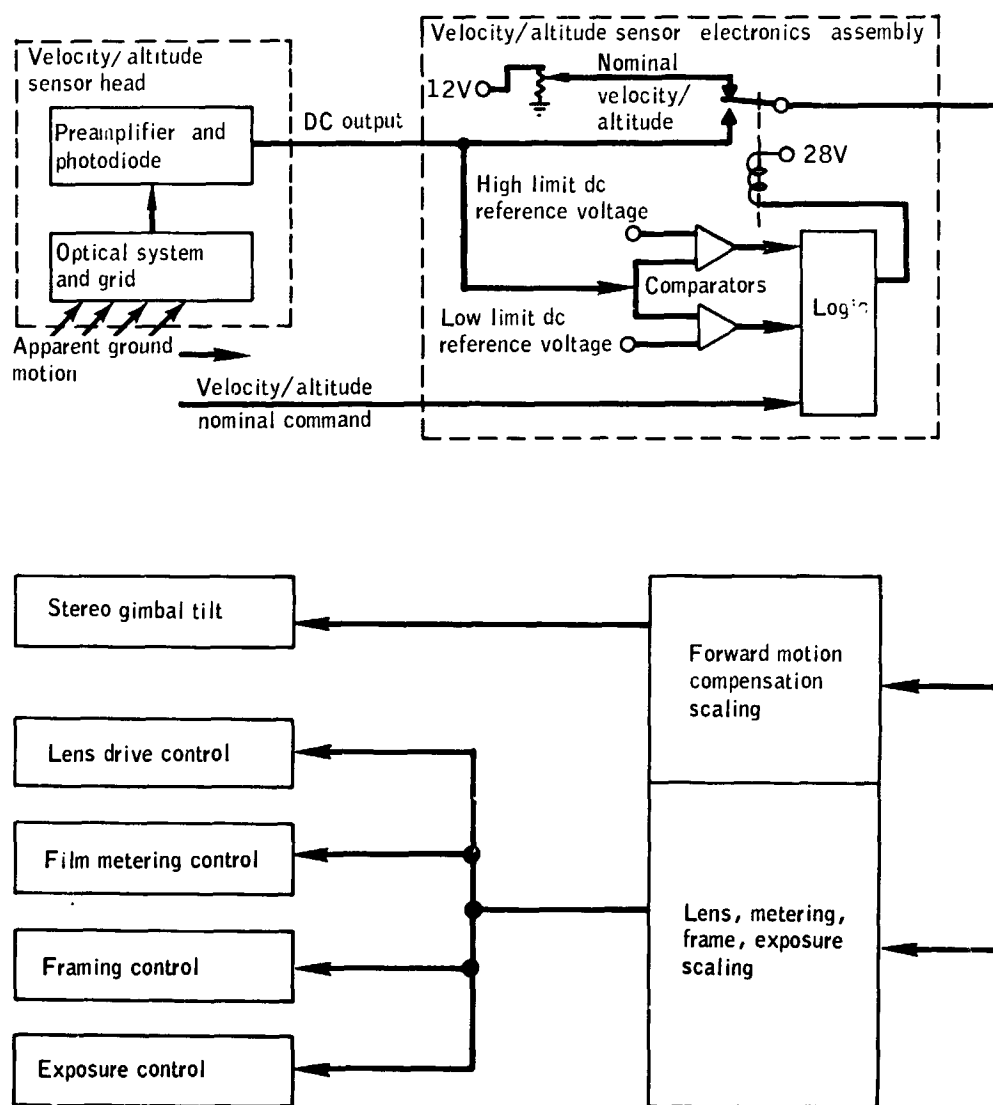 Velocity/altitude sensor electronics assembly
Velocity/altitude
sensor head
Nominal
12V
velocity/
altitude
Preamplifier and
photodiode
DC output
28V
High limit dc
reference voltage
Optical system
and grid
Comparators
Logic
Low limit dc
reference voltage
Apparent ground
motion
Velocity/altitude
nominal command
Stereo gimbal tilt
Forward motion
compensation
scaling
Lens drive control
Film metering control
Lens, metering,
frame, exposure
scaling
Framing control
Exposure control